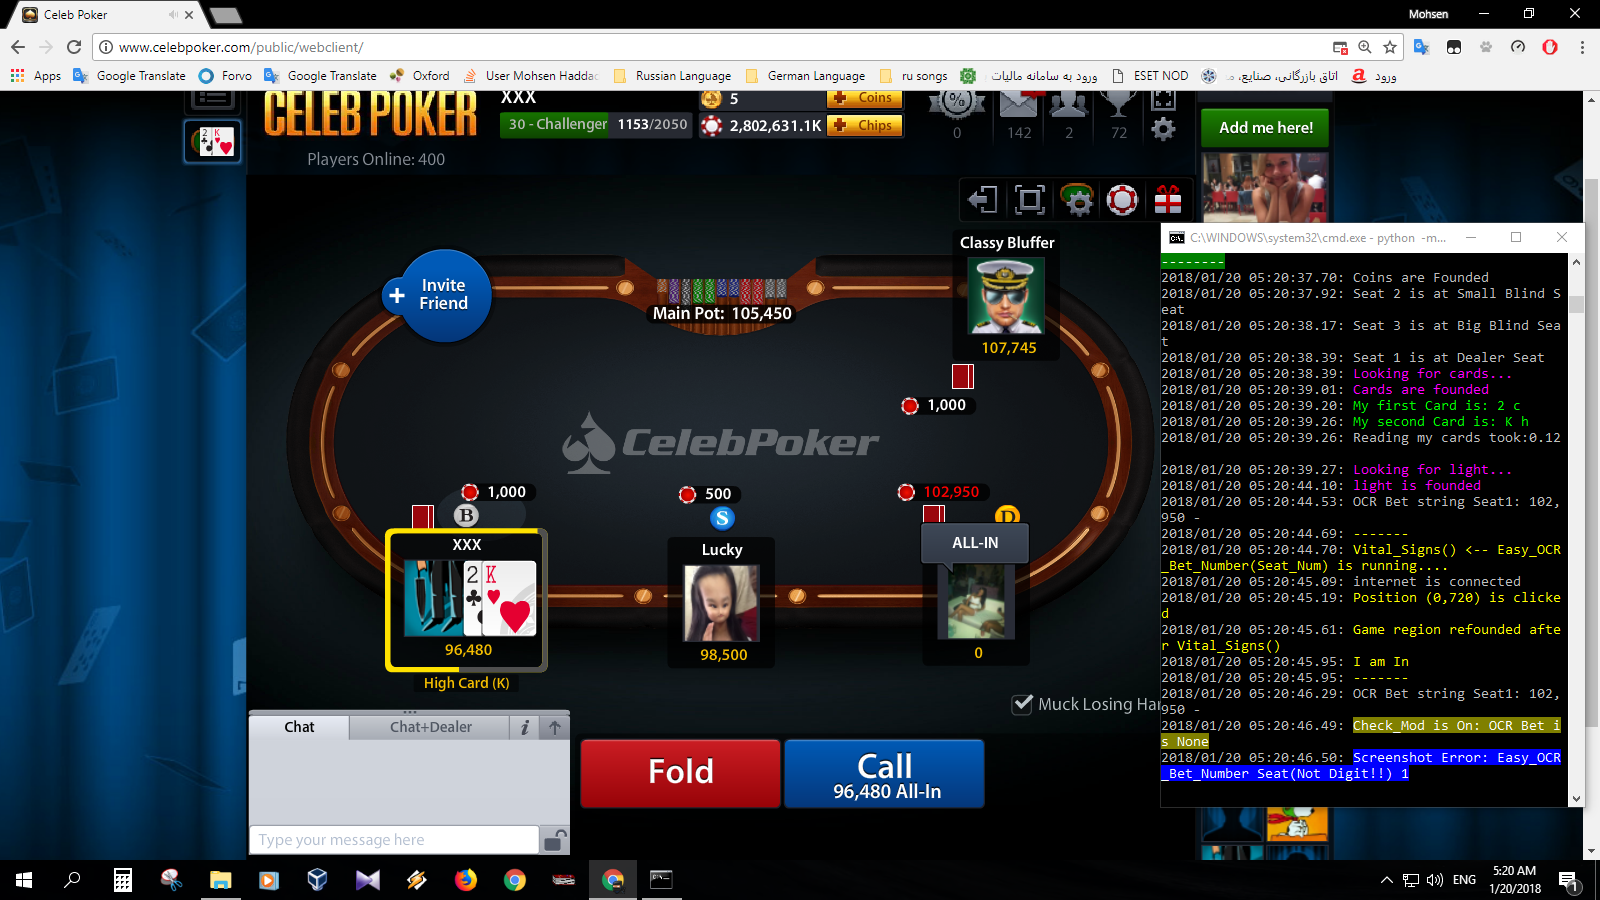 Celeb Poker
Mohsen
www.celebpoker.com/public/webclient/
Apps
Google Translate
Forvo
Google Translate
Oxford
User Mohsen Haddad
Russian Language
German Language
ru songs
ورود به سامانه مالیات
ESET NOD
اتاق بازرگانی، صنایع، م
ورود
CELEB POKER
XXX
30 - Challenger 1153/2050
5
+ Coins
2,802,631.1K
+ Chips
%
0
142
2
72
Players Online: 400
Add me here!
Classy Bluffer
107,745
+ Invite
Friend
Main Pot: 105,450
1,000
CelebPoker
1,000
B
500
S
102,950
D
XXX
2 K
96,480
High Card (K)
Lucky
98,500
ALL-IN
0
Muck Losing Han
Chat
Chat+Dealer
i
Type your message here
Fold
Call
96,480 All-In
C:\WINDOWS\system32\cmd.exe - python -m...
--------
2018/01/20 05:20:37.70: Coins are Founded
2018/01/20 05:20:37.92: Seat 2 is at Small Blind S
eat
2018/01/20 05:20:38.17: Seat 3 is at Big Blind Sea
t
2018/01/20 05:20:38.39: Seat 1 is at Dealer Seat
2018/01/20 05:20:38.39: Looking for cards...
2018/01/20 05:20:39.01: Cards are founded
2018/01/20 05:20:39.20: My first Card is: 2 c
2018/01/20 05:20:39.26: My second Card is: K h
2018/01/20 05:20:39.26: Reading my cards took:0.12
2018/01/20 05:20:39.27: Looking for light...
2018/01/20 05:20:44.10: light is founded
2018/01/20 05:20:44.53: OCR Bet string Seat1: 102,
950 -
2018/01/20 05:20:44.69: -------
2018/01/20 05:20:44.70: Vital_Signs() <-- Easy_OCR
_Bet_Number(Seat_Num) is running....
2018/01/20 05:20:45.09: internet is connected
2018/01/20 05:20:45.19: Position (0,720) is clicke
d
2018/01/20 05:20:45.61: Game region refounded afte
r Vital_Signs()
2018/01/20 05:20:45.95: I am In
2018/01/20 05:20:45.95: -------
2018/01/20 05:20:46.29: OCR Bet string Seat1: 102,
950 -
2018/01/20 05:20:46.49: Check_Mod is On: OCR Bet i
s None
2018/01/20 05:20:46.50: Screenshot Error: Easy_OCR
_Bet_Number Seat(Not Digit!!) 1
ENG
5:20 AM
1/20/2018
1